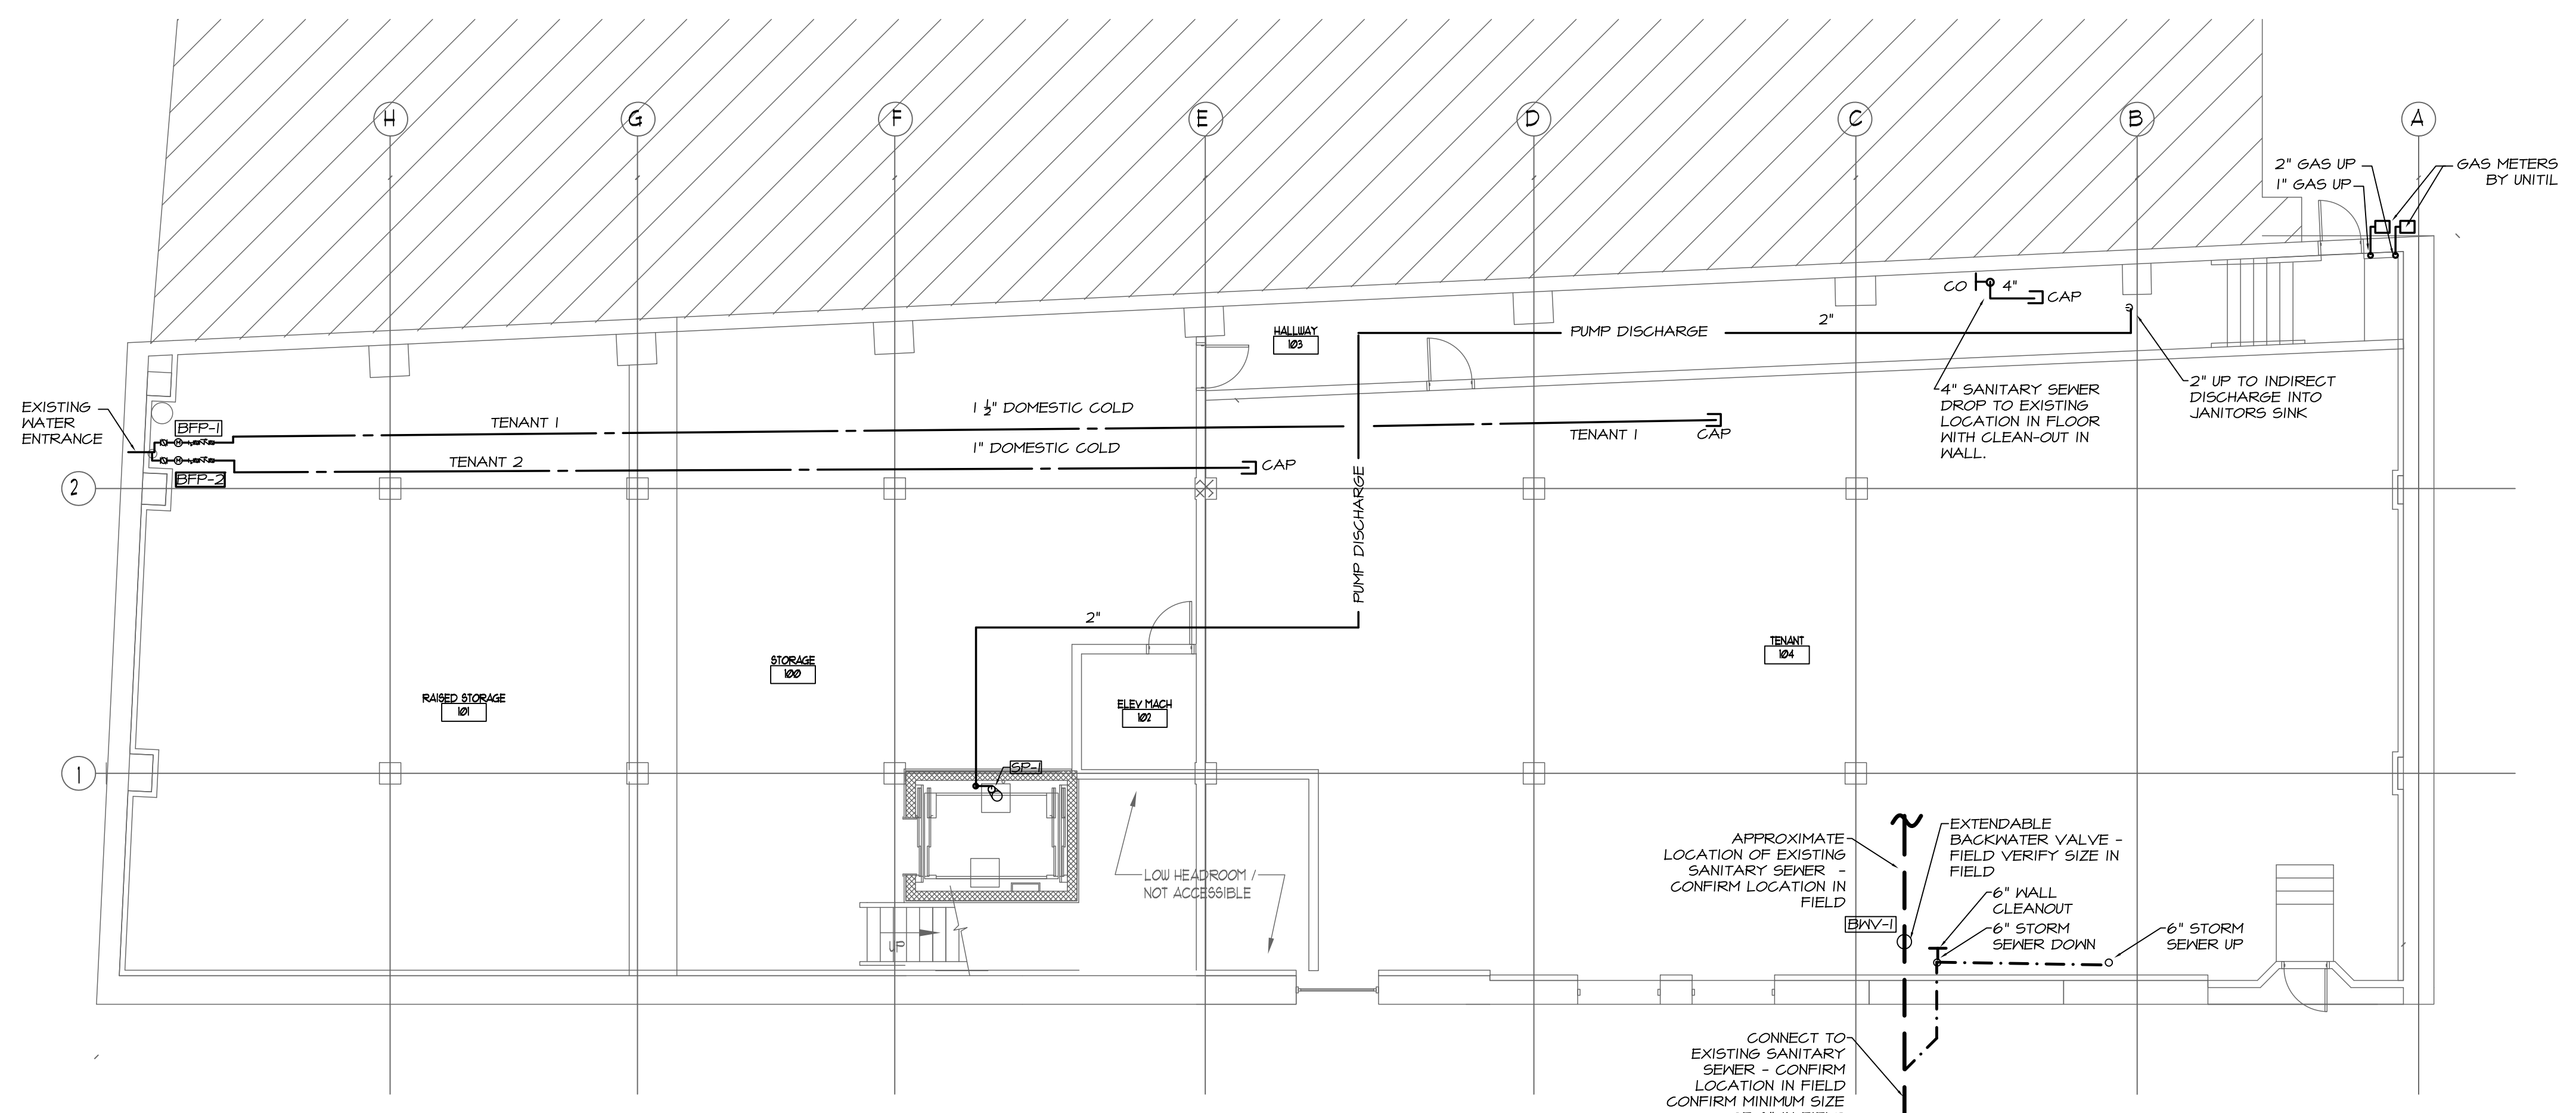 H
G
F
E
D
C
B
A
2" GAS UP
1" GAS UP
GAS METERS
BY UNITIL
CO
4"
CAP
HALLWAY
103
PUMP DISCHARGE
2"
4" SANITARY SEWER
DROP TO EXISTING
LOCATION IN FLOOR
WITH CLEAN-OUT IN
WALL.
2" UP TO INDIRECT
DISCHARGE INTO
JANITORS SINK
EXISTING
WATER
ENTRANCE
BFP-1
TENANT 1
1 1/2" DOMESTIC COLD
TENANT 1
CAP
BFP-2
TENANT 2
1" DOMESTIC COLD
CAP
2
PUMP DISCHARGE
2"
TENANT
104
STORAGE
100
RAISED STORAGE
101
ELEV MACH
102
1
SP-1
LOW HEADROOM /
NOT ACCESSIBLE
UP
APPROXIMATE
LOCATION OF EXISTING
SANITARY SEWER -
CONFIRM LOCATION IN
FIELD
EXTENDABLE
BACKWATER VALVE -
FIELD VERIFY SIZE IN
FIELD
BWV-1
6" WALL
CLEANOUT
6" STORM
SEWER DOWN
6" STORM
SEWER UP
CONNECT TO
EXISTING SANITARY
SEWER - CONFIRM
LOCATION IN FIELD
CONFIRM MINIMUM SIZE